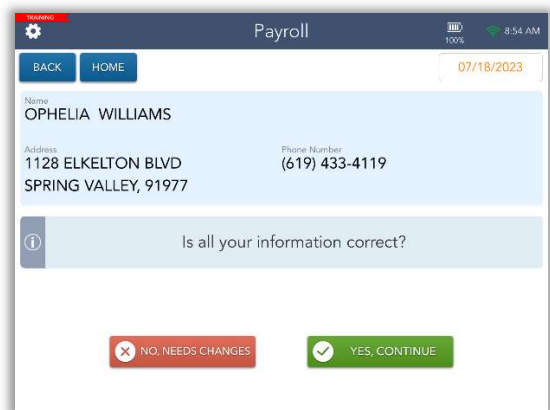 TRAINING
Payroll
100%
8:54 AM
BACK HOME 07/18/2023
Name
OPHELIA WILLIAMS
Address Phone Number
1128 ELKELTON BLVD (619) 433-4119
SPRING VALLEY, 91977
Is all your information correct?
NO, NEEDS CHANGES YES, CONTINUE